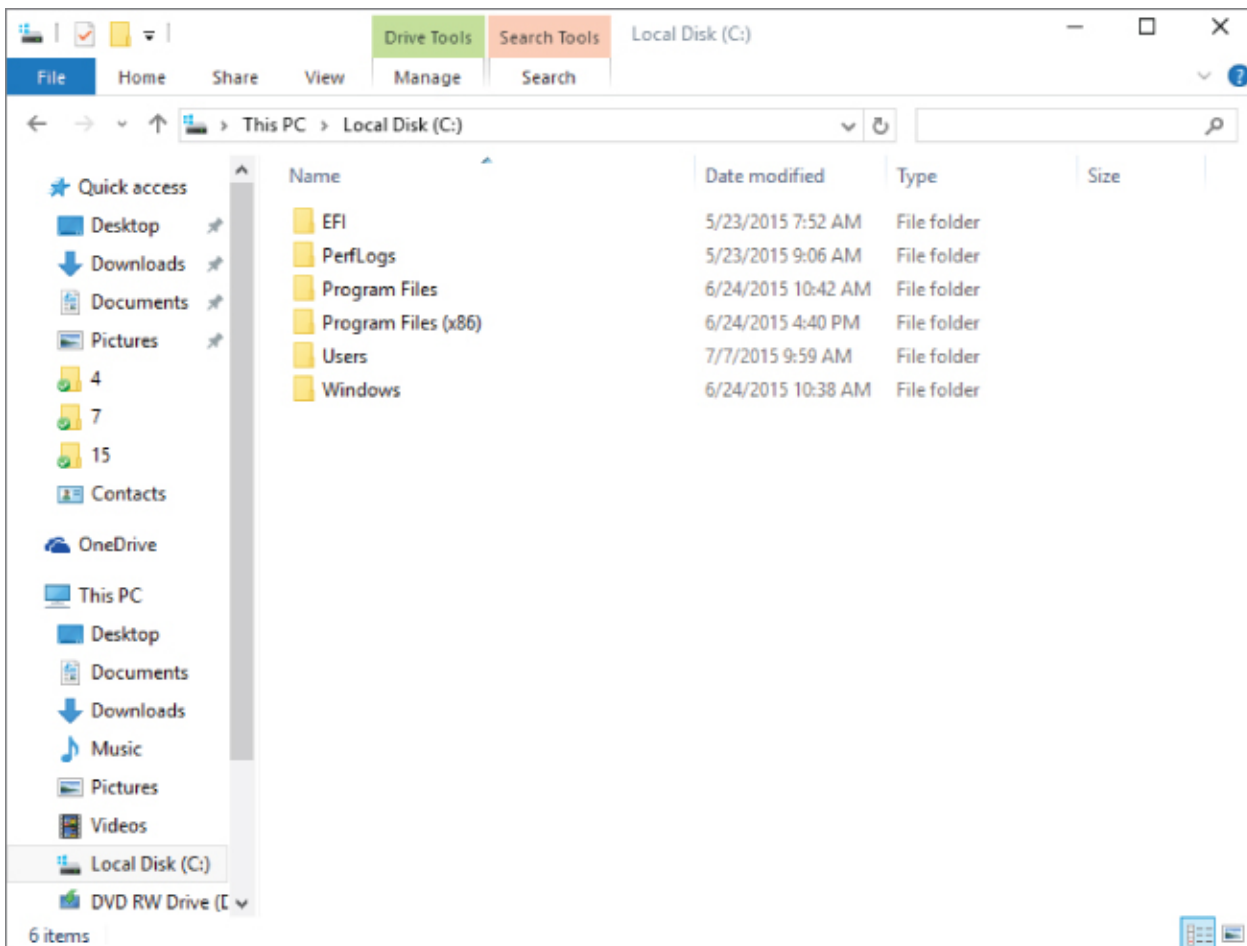 Drive Tools Search Tools Local Disk (C:)
File Home Share View Manage Search
This PC Local Disk (C:)
Name Date modified Type Size
Quick access
Desktop
Downloads
Documents
Pictures
4
7
15
Contacts
OneDrive
This PC
Desktop
Documents
Downloads
Music
Pictures
Videos
Local Disk (C:)
DVD RW Drive (D
EFI 5/23/2015 7:52 AM File folder
PerfLogs 5/23/2015 9:06 AM File folder
Program Files 6/24/2015 10:42 AM File folder
Program Files (x86) 6/24/2015 4:40 PM File folder
Users 7/7/2015 9:59 AM File folder
Windows 6/24/2015 10:38 AM File folder
6 items